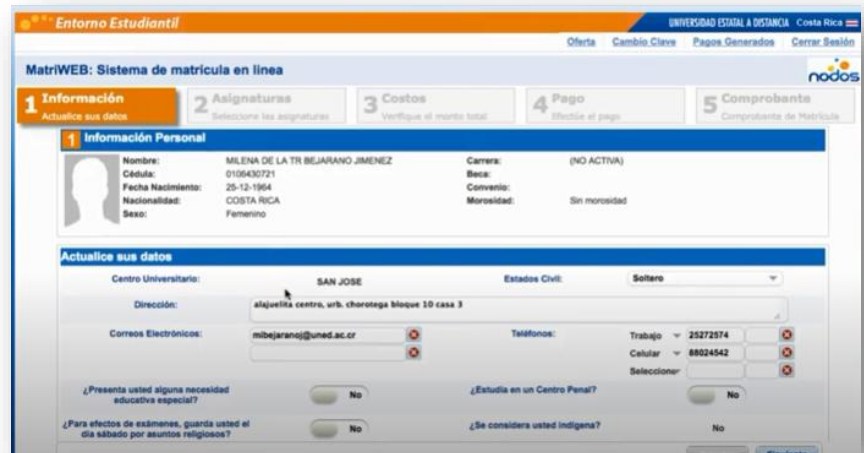 Entorno Estudiantil
UNIVERSIDAD ESTATAL A DISTANCIA Costa Rica
Oferta Cambio Clave Pagos Generados Cerrar Sesión
MatriWEB: Sistema de matrícula en línea
nodos
1 Información
Actualice sus datos
2 Asignaturas
Seleccione las asignaturas
3 Costos
Verifique el monto total
4 Pago
Efectúe el pago
5 Comprobante
Comprobante de Matrícula
1 Información Personal
Nombre: MILENA DE LA TR BEJARANO JIMENEZ Carrera: (NO ACTIVA)
Cédula: 0106430721 Beca:
Fecha Nacimiento: 25-12-1964 Convenio:
Nacionalidad: COSTA RICA Morosidad: Sin morosidad
Sexo: Femenino
Actualice sus datos
Centro Universitario: SAN JOSE Estados Civil: Soltero
Dirección: alajuelita centro, urb. chorotega bloque 10 casa 3
Correos Electrónicos: mibejaranoj@uned.ac.cr Teléfonos: Trabajo 25272574
Celular 88024542
Seleccione
¿Presenta usted alguna necesidad educativa especial? No ¿Estudia en un Centro Penal? No
¿Para efectos de exámenes, guarda usted el día sábado por asuntos religiosos? No ¿Se considera usted indígena? No